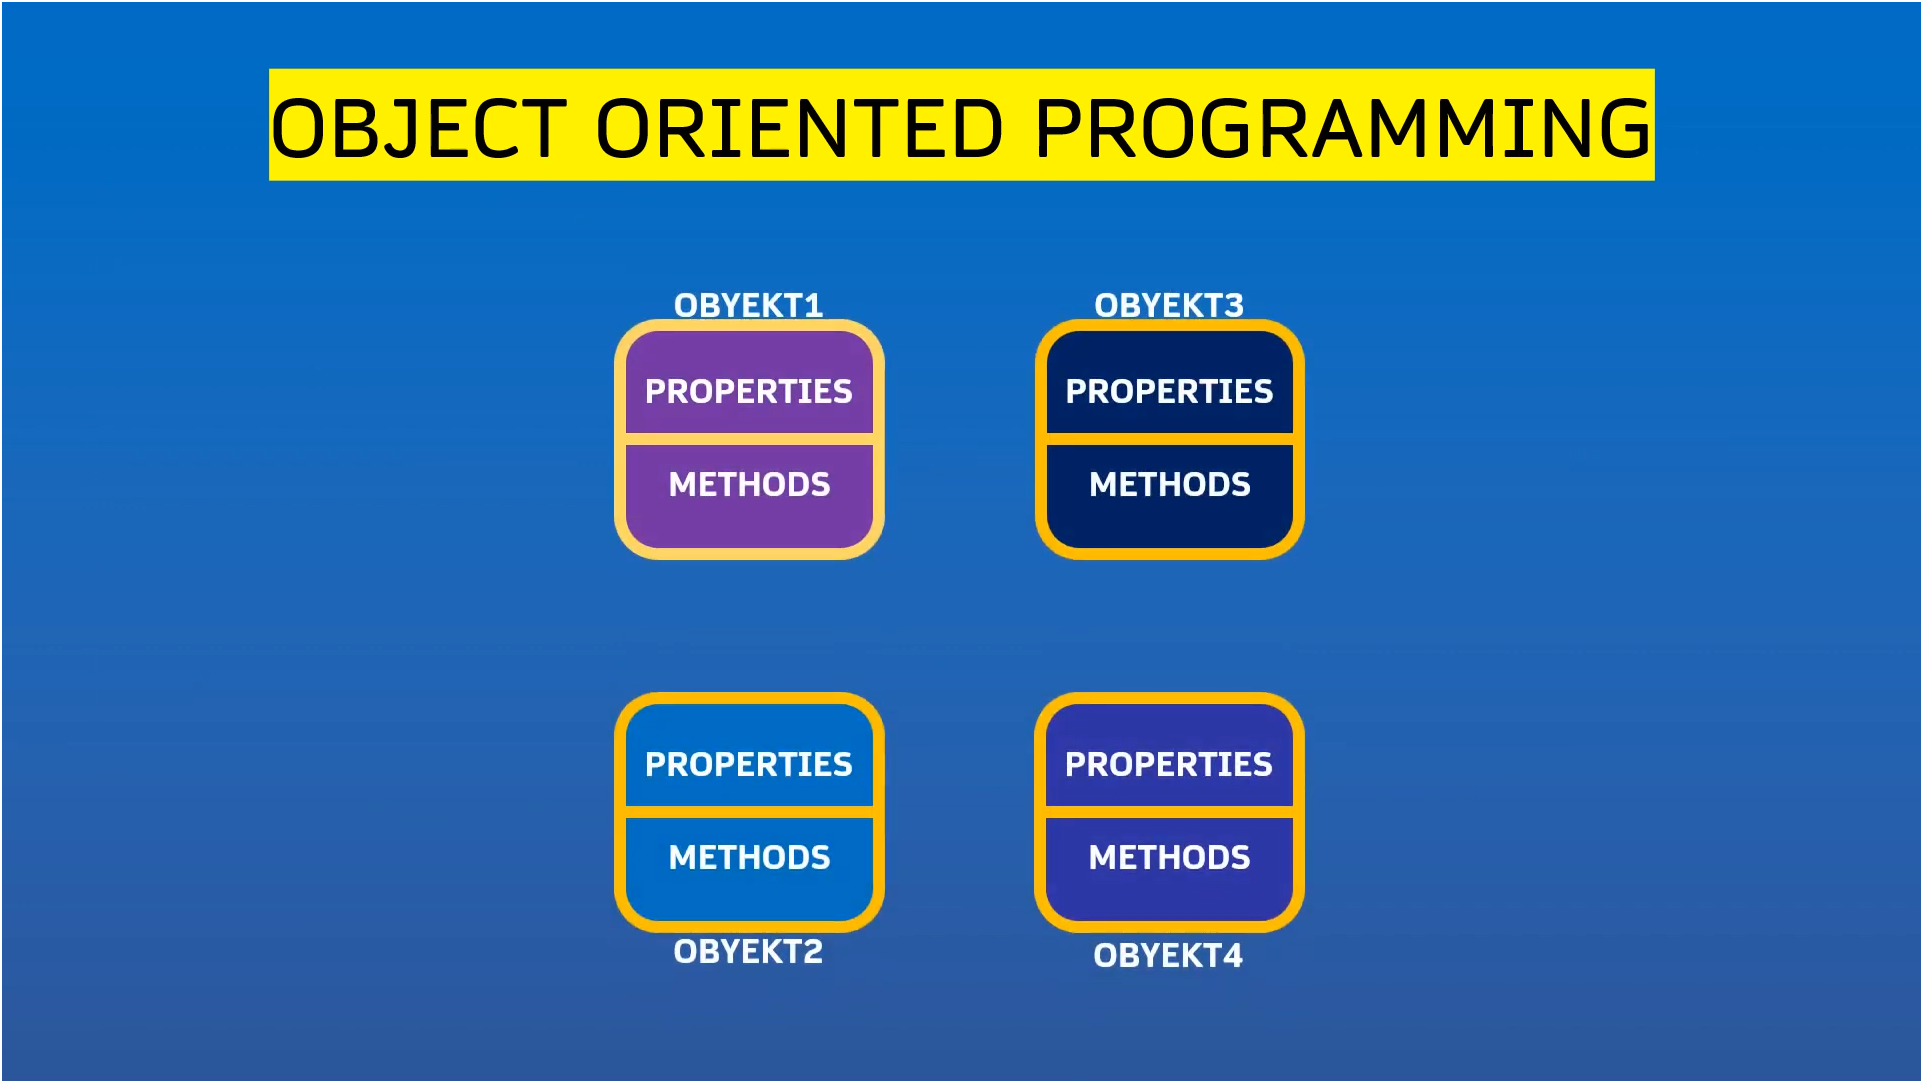 OBJECT ORIENTED PROGRAMMING
OBYEKT1
PROPERTIES
METHODS
OBYEKT3
PROPERTIES
METHODS
PROPERTIES
METHODS
OBYEKT2
PROPERTIES
METHODS
OBYEKT4